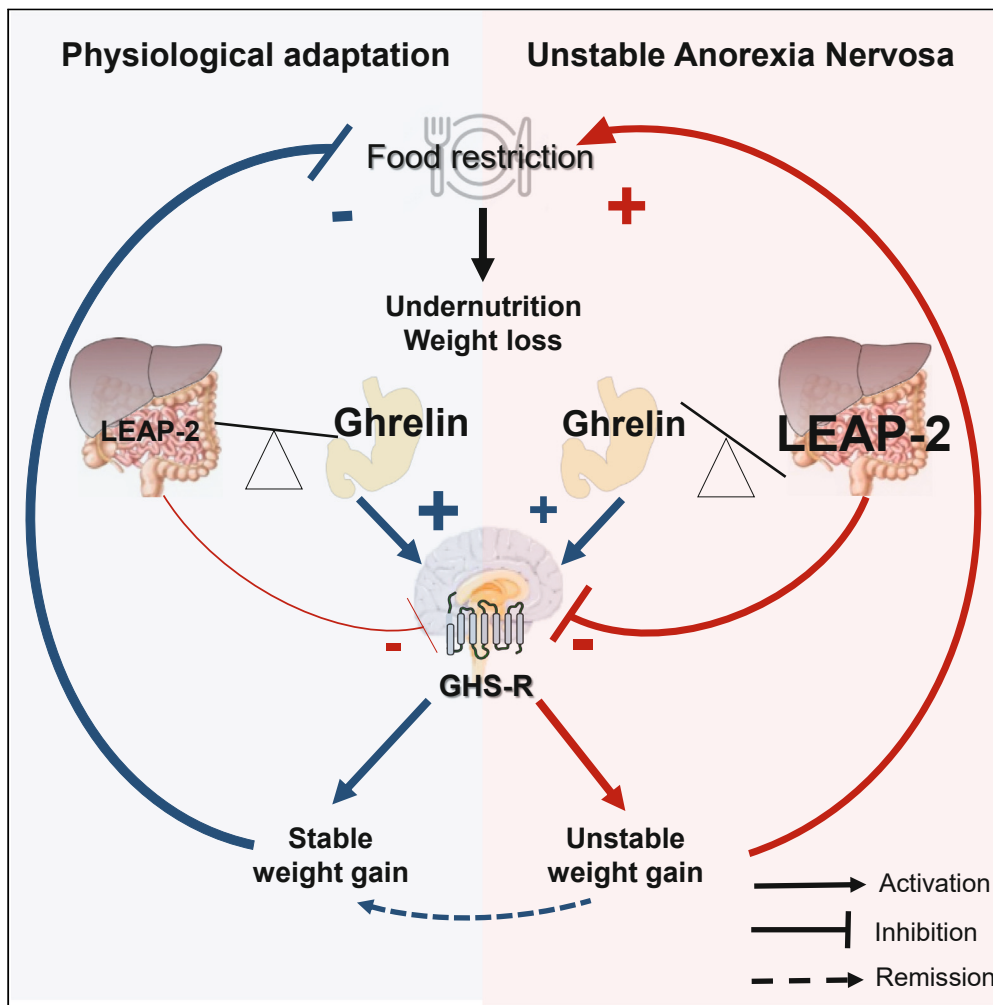 Physiological adaptation
Unstable Anorexia Nervosa
Food restriction
-
+
Undernutrition
Weight loss
LEAP-2
Ghrelin
Ghrelin
LEAP-2
+
+
-
-
GHS-R
Stable
weight gain
Unstable
weight gain
Activation
Inhibition
Remission